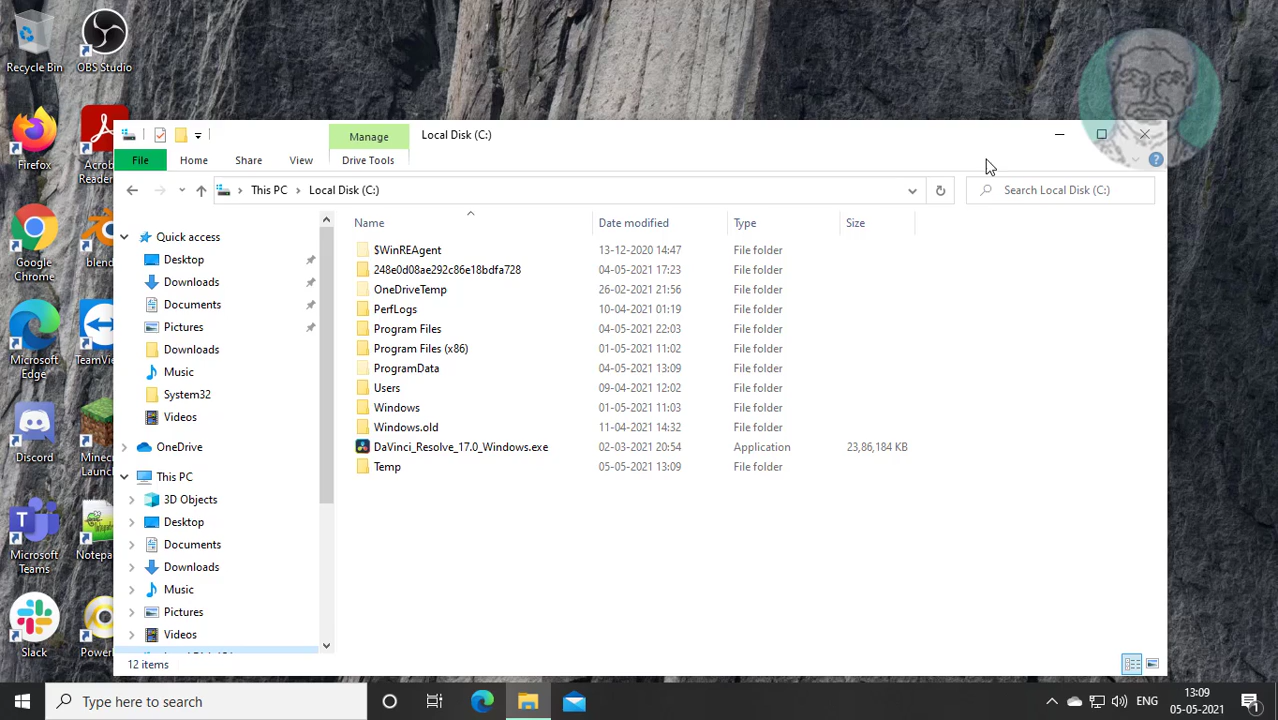 Recycle Bin
OBS Studio
Firefox
Acrob
Reader
Google
Chrome
blend
Microsoft
Edge
TeamVie
Discord
Minec
Launch
Microsoft
Teams
Notepa
Slack
Power
Manage
Local Disk (C:)
File
Home
Share
View
Drive Tools
This PC > Local Disk (C:)
Search Local Disk (C:)
Quick access
Desktop
Downloads
Documents
Pictures
Downloads
Music
System32
Videos
OneDrive
This PC
3D Objects
Desktop
Documents
Downloads
Music
Pictures
Videos
Name Date modified Type Size
$WinREAgent 13-12-2020 14:47 File folder
248e0d08ae292c86e18bdfa728 04-05-2021 17:23 File folder
OneDriveTemp 26-02-2021 21:56 File folder
PerfLogs 10-04-2021 01:19 File folder
Program Files 04-05-2021 22:03 File folder
Program Files (x86) 01-05-2021 11:02 File folder
ProgramData 04-05-2021 13:09 File folder
Users 09-04-2021 12:02 File folder
Windows 01-05-2021 11:03 File folder
Windows.old 11-04-2021 14:32 File folder
DaVinci_Resolve_17.0_Windows.exe 02-03-2021 20:54 Application 23,86,184 KB
Temp 05-05-2021 13:09 File folder
12 items
Type here to search
ENG
13:09
05-05-2021
1